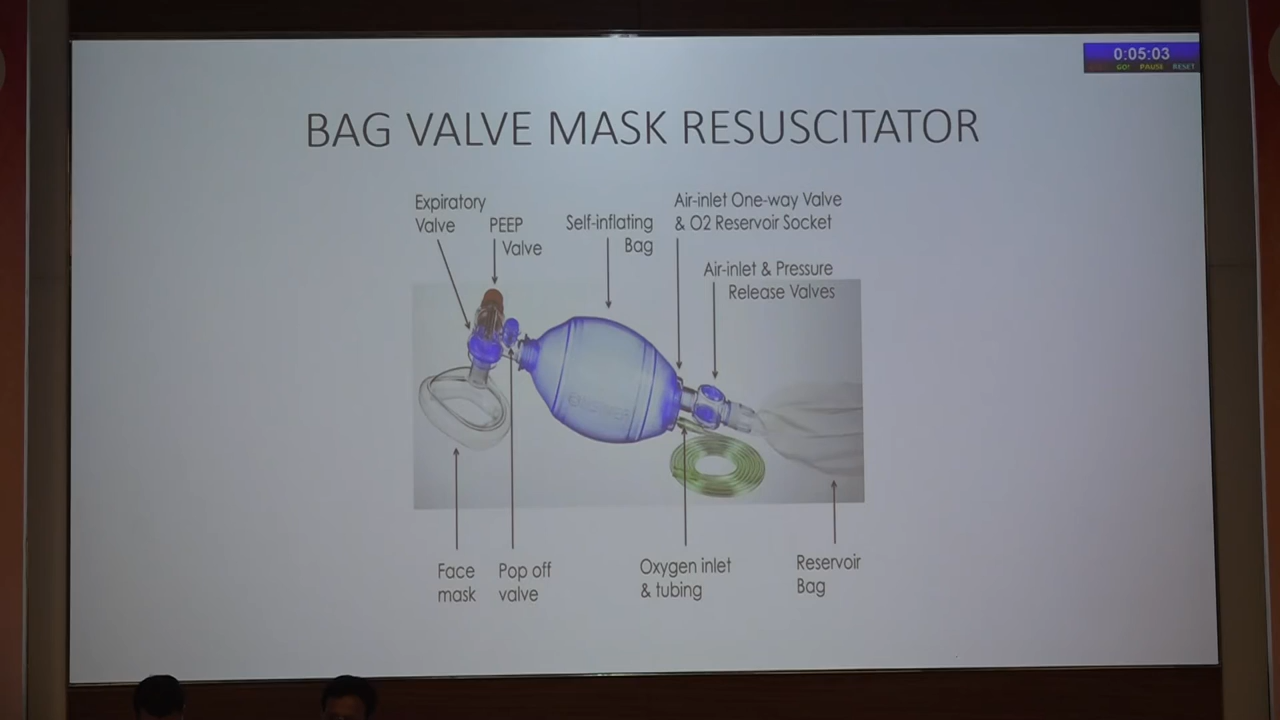 0:05:03
GO! PAUSE RESET
BAG VALVE MASK RESUSCITATOR
Expiratory
Valve
PEEP
Valve
Self-inflating
Bag
Air-inlet One-way Valve
& O2 Reservoir Socket
Air-inlet & Pressure
Release Valves
Face
mask
Pop off
valve
Oxygen inlet
& tubing
Reservoir
Bag